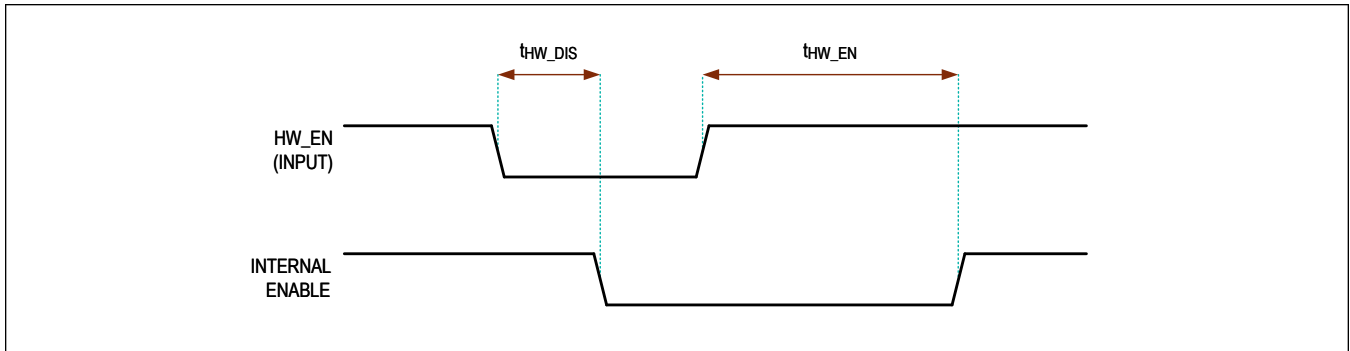 tHW_DIS
tHW_EN
HW_EN
(INPUT)
INTERNAL
ENABLE